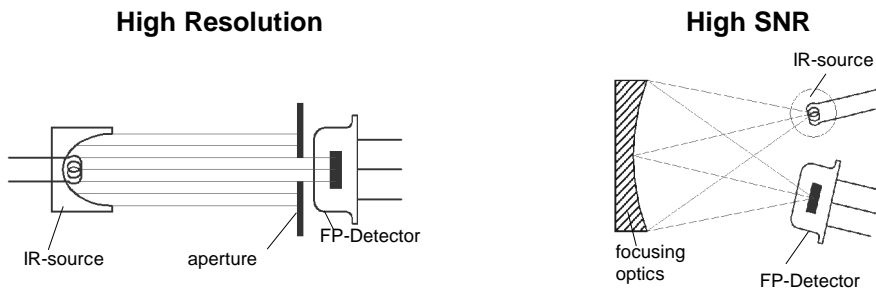 High Resolution
IR-source
aperture
FP-Detector
High SNR
IR-source
focusing
optics
FP-Detector